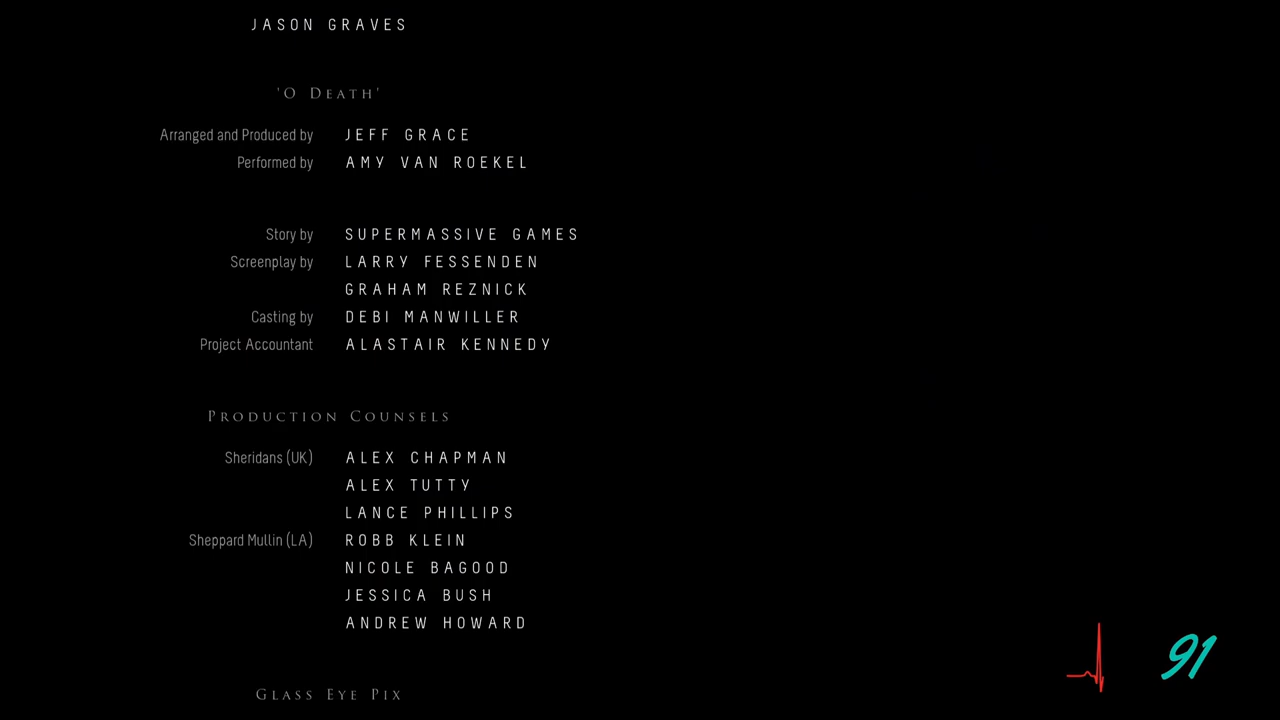 JASON GRAVES
'O DEATH'
Arranged and Produced by JEFF GRACE
Performed by AMY VAN ROEKEL
Story by SUPERMASSIVE GAMES
Screenplay by LARRY FESSENDEN
GRAHAM REZNICK
Casting by DEBI MANWILLER
Project Accountant ALASTAIR KENNEDY
PRODUCTION COUNSELS
Sheridans (UK) ALEX CHAPMAN
ALEX TUTTY
LANCE PHILLIPS
Sheppard Mullin (LA) ROBB KLEIN
NICOLE BAGOOD
JESSICA BUSH
ANDREW HOWARD
91
GLASS EYE PIX